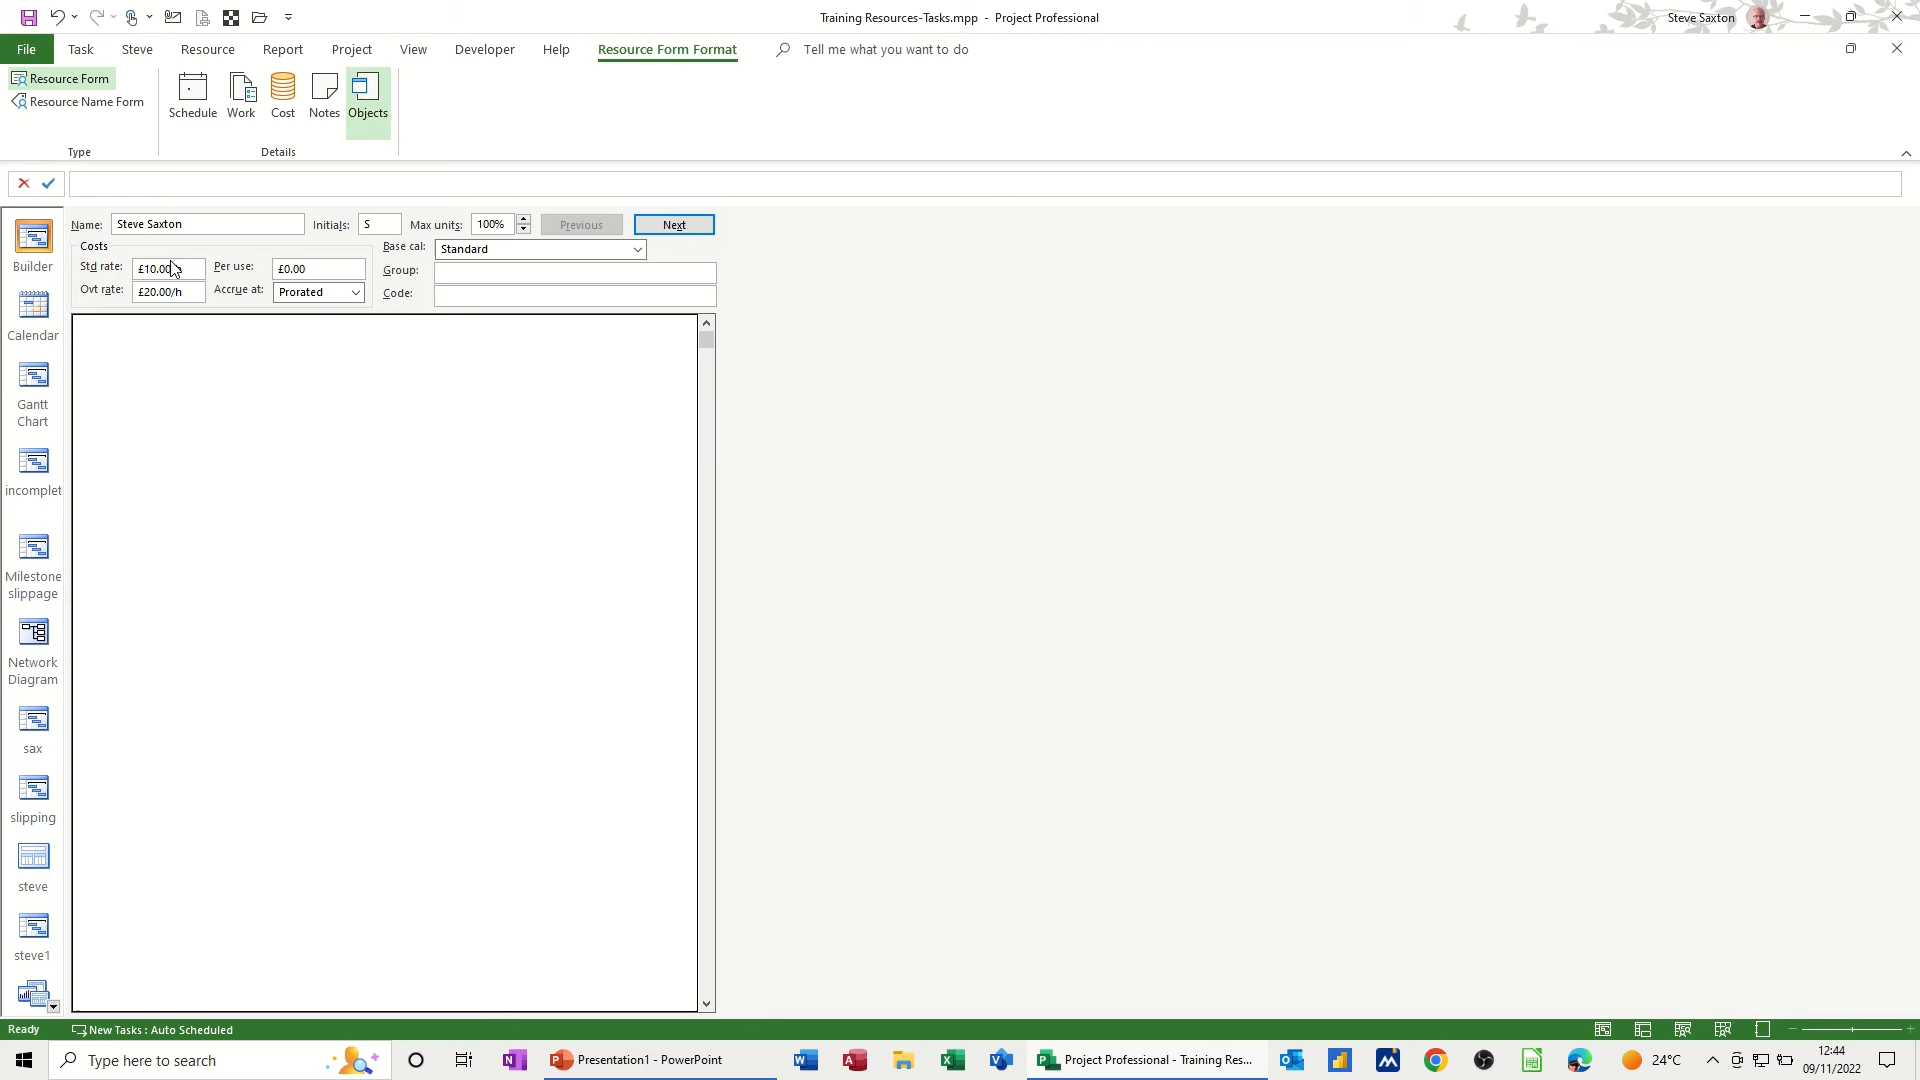 Training Resources-Tasks.mpp - Project Professional
Steve Saxton
File Task Steve Resource Report Project View Developer Help Resource Form Format Tell me what you want to do
Resource Form
Resource Name Form
Schedule Work Cost Notes Objects
Type Details
Name: Steve Saxton Initials: S Max units: 100% Previous Next
Costs
Base cal: Standard
Std rate: £10.00 Per use: £0.00
Group:
Ovt rate: £20.00/h Accrue at: Prorated
Code:
Builder
Calendar
Gantt
Chart
incomplet
Milestone
slippage
Network
Diagram
sax
slipping
steve
steve1
Ready New Tasks : Auto Scheduled
Type here to search
Presentation1 - PowerPoint
Project Professional - Training Res...
24°C
12:44
09/11/2022